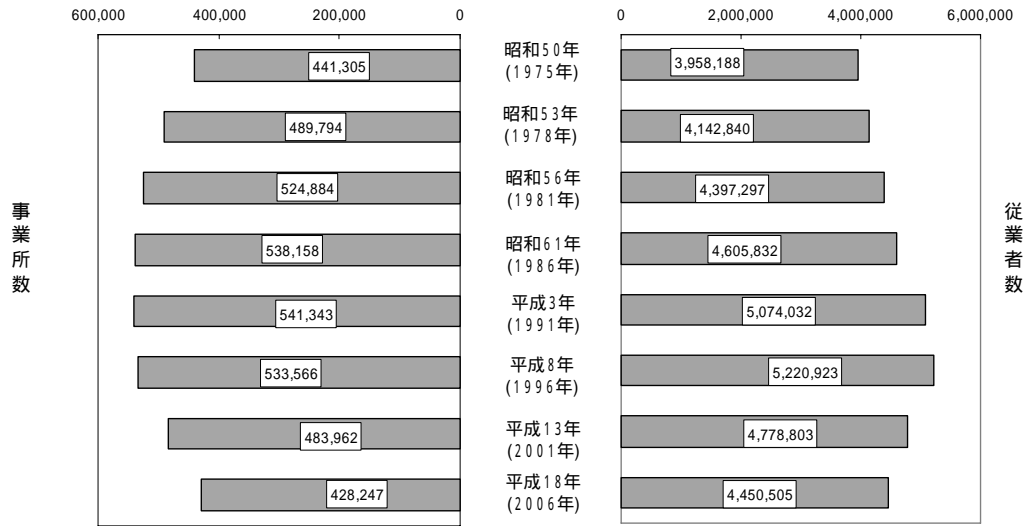 600,000 400,000 200,000 0
0 2,000,000 4,000,000 6,000,000
事業所数
従業者数
441,305
昭和50年
(1975年)
3,958,188
489,794
昭和53年
(1978年)
4,142,840
524,884
昭和56年
(1981年)
4,397,297
538,158
昭和61年
(1986年)
4,605,832
541,343
平成3年
(1991年)
5,074,032
533,566
平成8年
(1996年)
5,220,923
483,962
平成13年
(2001年)
4,778,803
428,247
平成18年
(2006年)
4,450,505